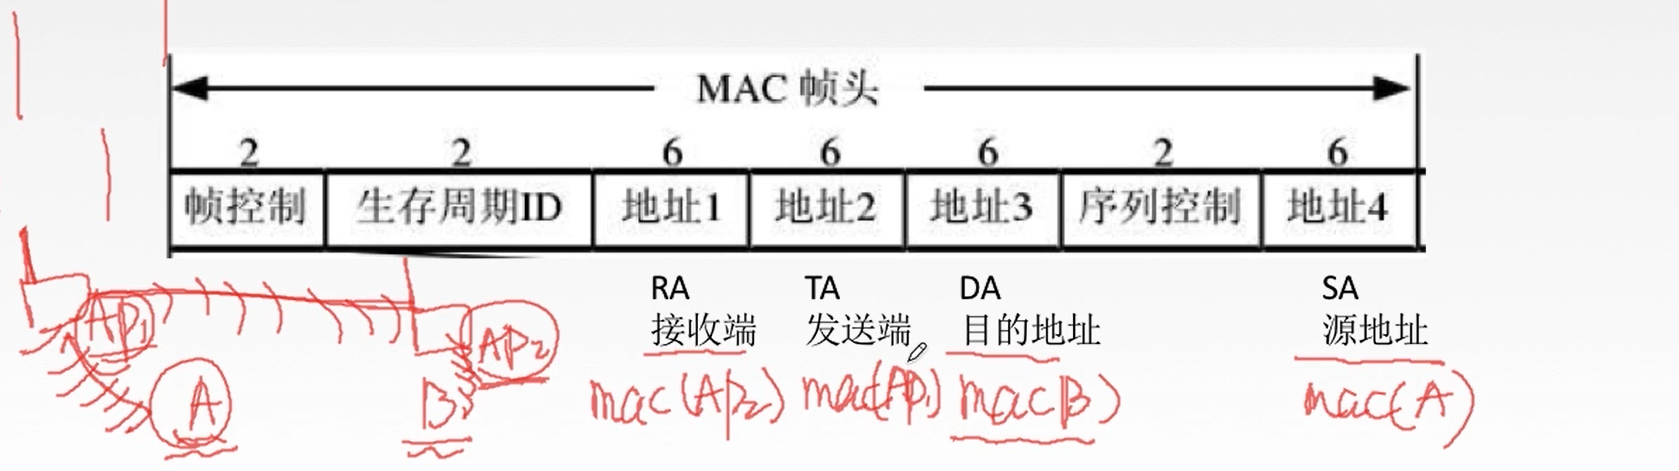 MAC 帧头
2 2 6 6 6 2 6
帧控制 生存周期ID 地址1 地址2 地址3 序列控制 地址4
RA TA DA SA
接收端 发送端 目的地址 源地址
AP1 AP2
A B mac(AP2) mac(AP1) mac(B) mac(A)